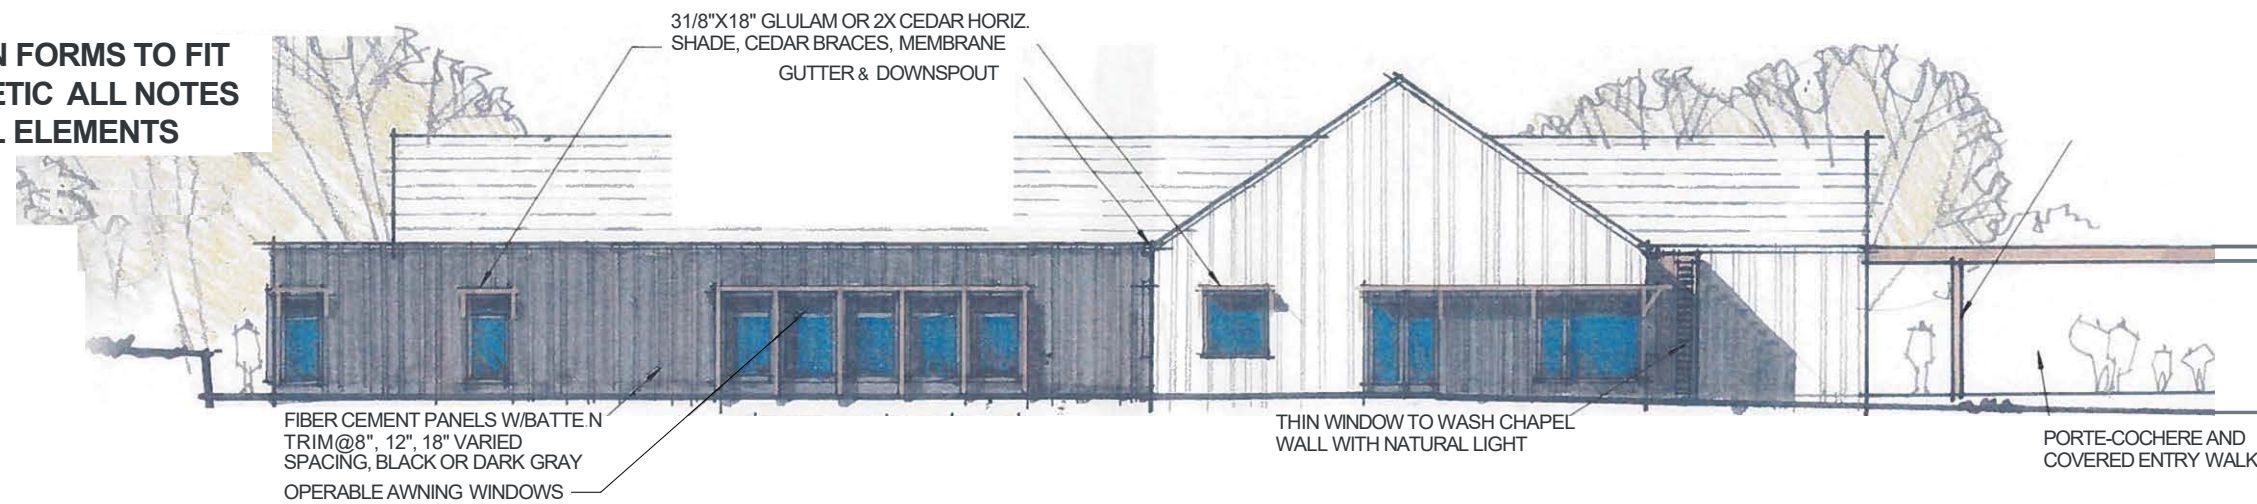 N FORMS TO FIT
ETIC ALL NOTES
L ELEMENTS
31/8"X18" GLULAM OR 2X CEDAR HORIZ.
SHADE, CEDAR BRACES, MEMBRANE
GUTTER & DOWNSPOUT
FIBER CEMENT PANELS W/BATTE.N
TRIM@8", 12", 18" VARIED
SPACING, BLACK OR DARK GRAY
OPERABLE AWNING WINDOWS
THIN WINDOW TO WASH CHAPEL
WALL WITH NATURAL LIGHT
PORTE-COCHERE AND
COVERED ENTRY WALK